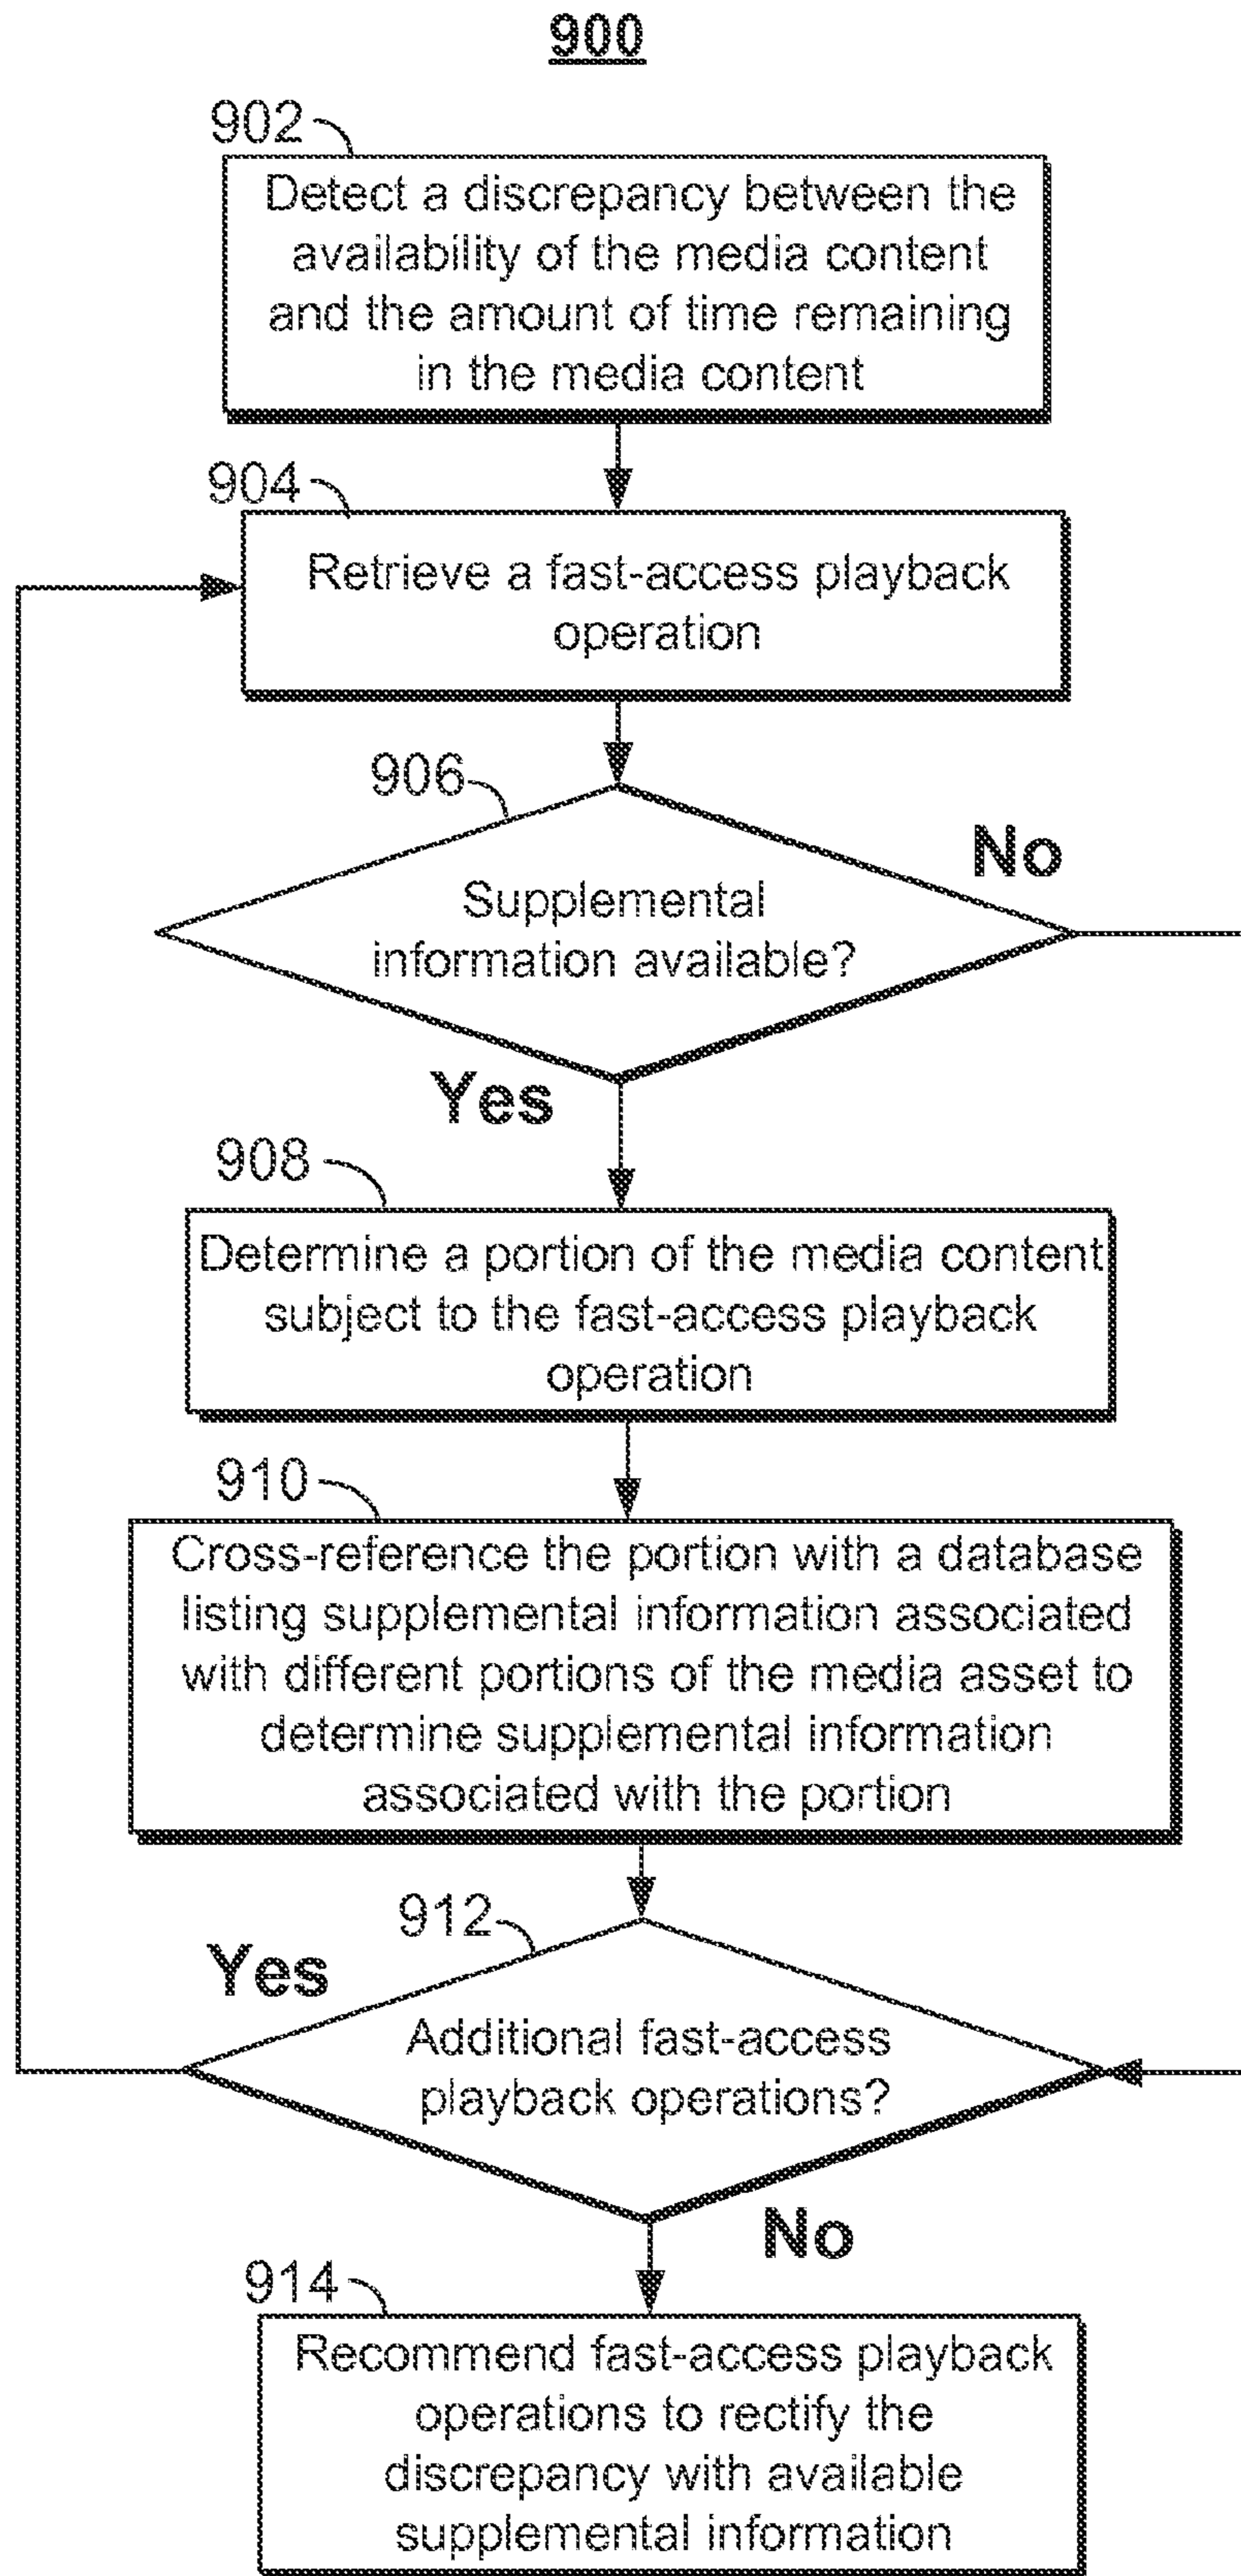 900
902
Detect a discrepancy between the
availability of the media content
and the amount of time remaining
in the media content
904
Retrieve a fast-access playback
operation
906
No
Supplemental
information available?
Yes
908
Determine a portion of the media content
subject to the fast-access playback
operation
910
Cross-reference the portion with a database
listing supplemental information associated
with different portions of the media asset to
determine supplemental information
associated with the portion
912
Yes
Additional fast-access
playback operations?
No
914
Recommend fast-access playback
operations to rectify the
discrepancy with available
supplemental information